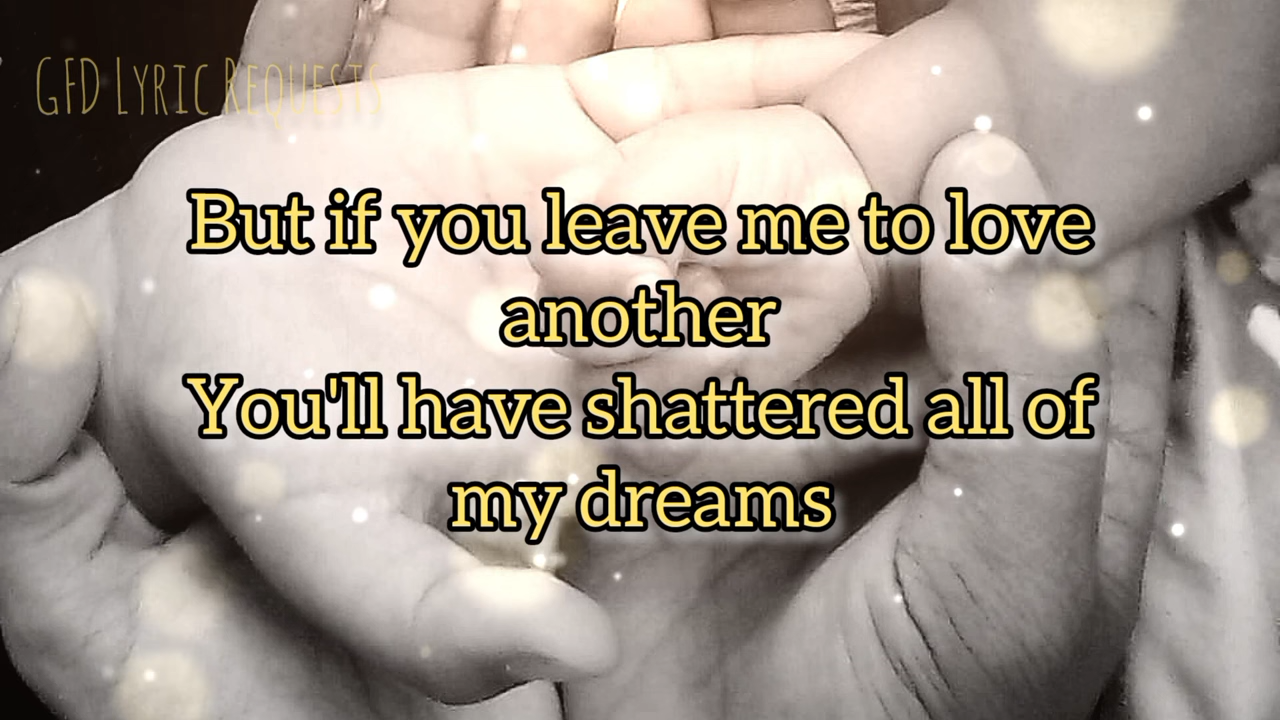 GFD Lyric Requests
But if you leave me to love
another
You'll have shattered all of
my dreams